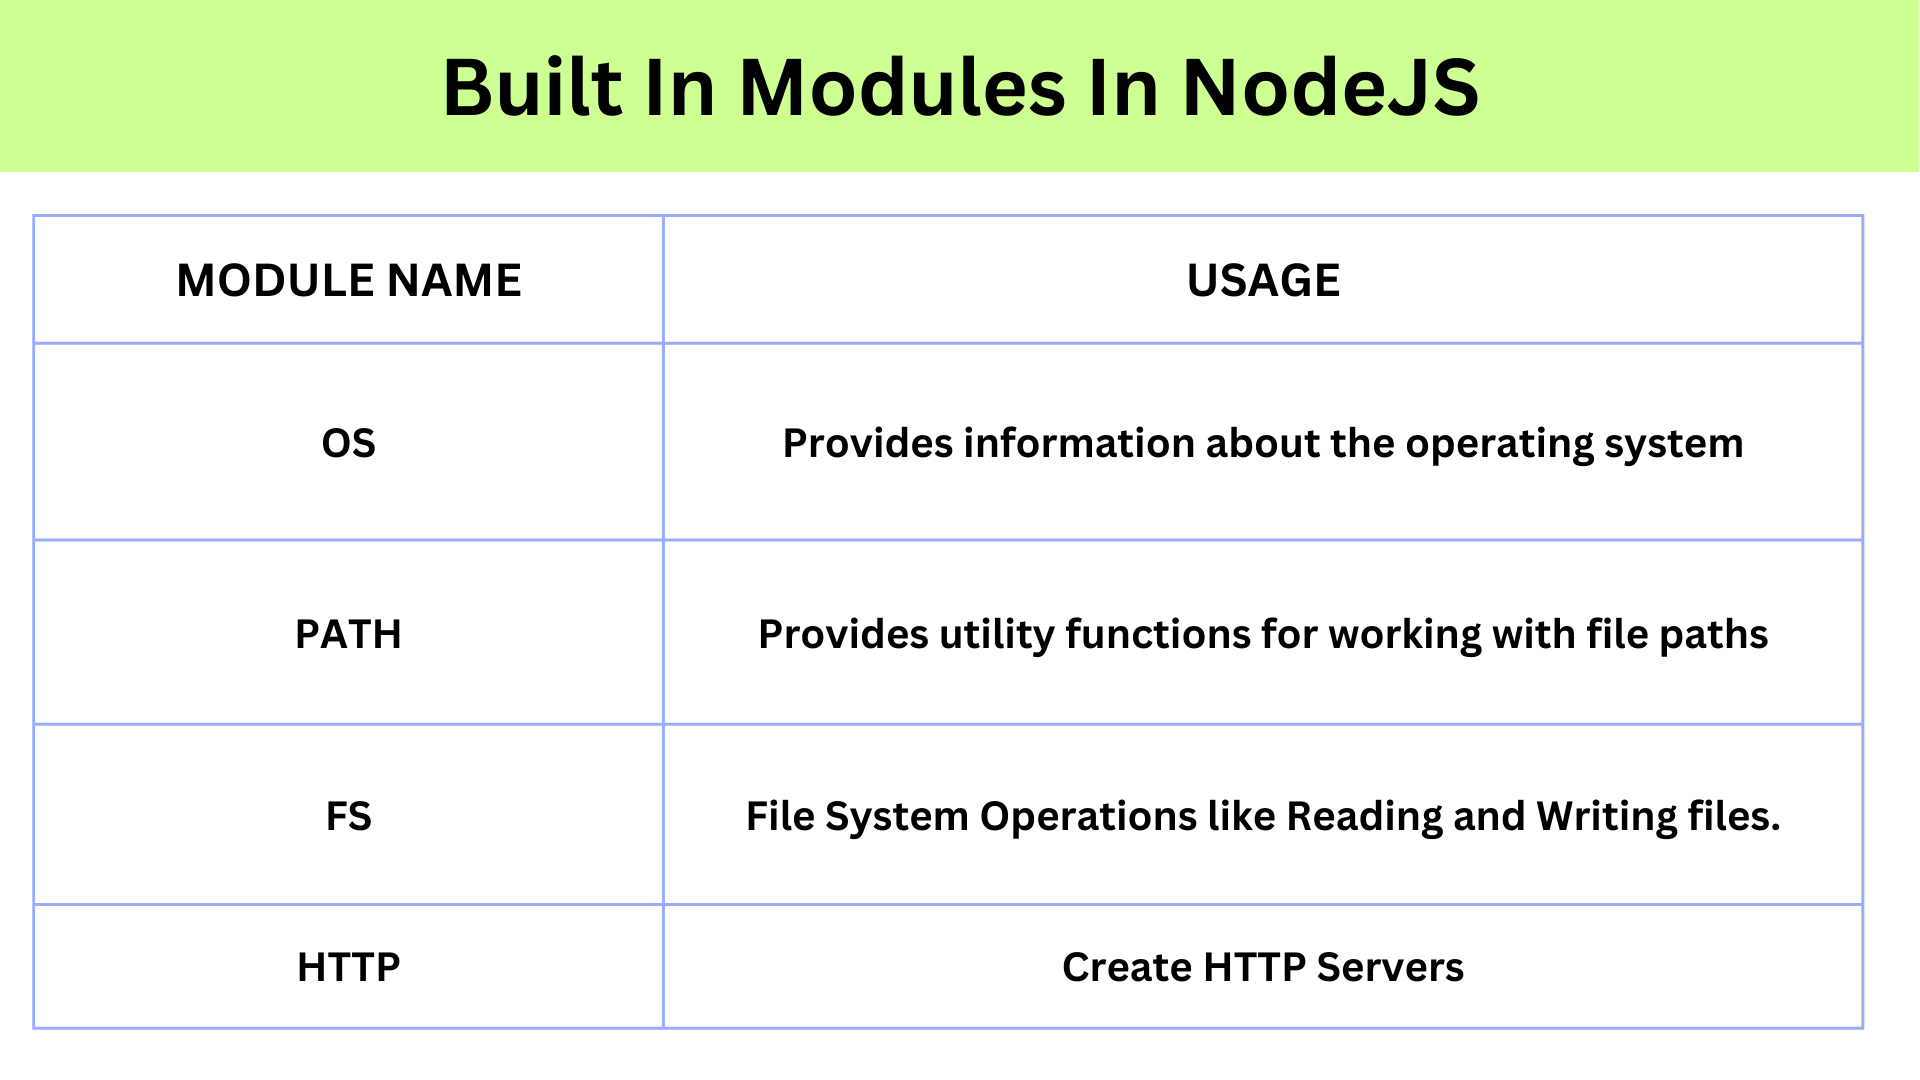 Built In Modules In NodeJS
MODULE NAME
USAGE
OS
Provides information about the operating system
PATH
Provides utility functions for working with file paths
FS
File System Operations like Reading and Writing files.
HTTP
Create HTTP Servers